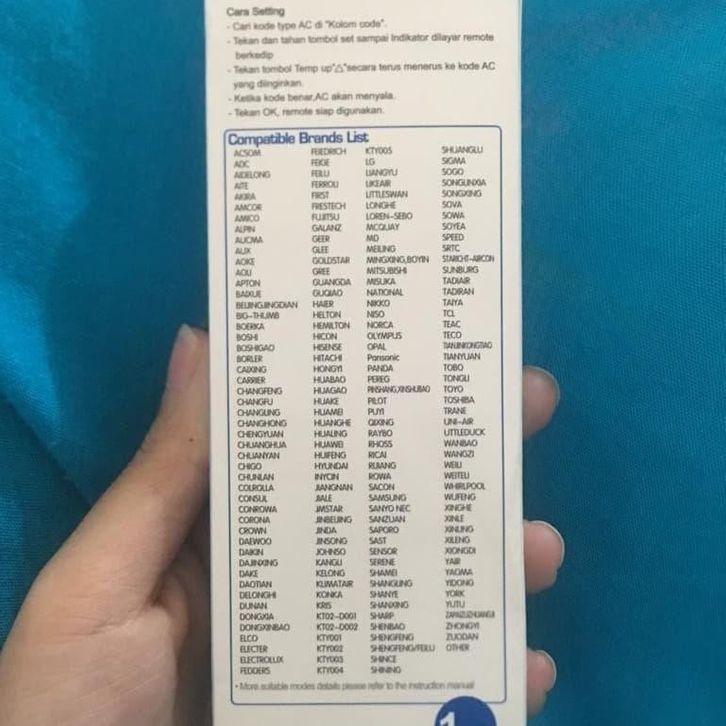 Cara Setting
- Cari kode type AC di "Kolom code".
- Tekan dan tahan tombol set sampai Indikator dilayar remote
berkedip
- Tekan tombol Temp up"△"secara terus menerus ke kode AC
yang diinginkan.
- Ketika kode benar,AC akan menyala.
- Tekan OK, remote siap digunakan.
Compatible Brands List
ACSOM
ADC
AIDELONG
AITE
AKIRA
AMCOR
AMICO
ALPIN
AUCMA
AUX
AOKE
AOLI
APTON
BAIXUE
BEIJINGJINGDIAN
BIG-THUMB
BOERKA
BOSHI
BOSHIGAO
BORLER
CAIXING
CARRIER
CHANGFENG
CHANGFU
CHANGLING
CHANGHONG
CHENGYUAN
CHUANGHUA
CHUANYAN
CHIGO
CHUNLAN
COLROLLA
CONSUL
CONROWA
CORONA
CROWN
DAEWOO
DAIKIN
DAJINXING
DAKE
DAOTIAN
DELONGHI
DUNAN
DONGXIA
DONGXINBAO
ELCO
ELECTER
ELECTROLUX
FEDDERS
FRIEDRICH
FEIGE
FEILU
FERROLI
FIRST
FRESTECH
FUJITSU
GALANZ
GEER
GLEE
GOLDSTAR
GREE
GUANGDA
GUQIAO
HAIER
HELTON
HEMILTON
HICON
HISENSE
HITACHI
HONGYI
HUABAO
HUAGAO
HUAKE
HUAMEI
HUANGHE
HUALING
HUAWEI
HUIFENG
HYUNDAI
INYCIN
JIANGNAN
JIALE
JMSTAR
JINBEIJING
JINDA
JINSONG
JOHNSO
KANGLI
KELONG
KLIMATAIR
KONKA
KRIS
KT02-D001
KT02-D002
KTY001
KTY002
KTY003
KTY004
KTY005
LG
LIANGYU
LIKEAIR
LITTLESWAN
LONGHE
LOREN-SEBO
MCQUAY
MD
MEILING
MINGXING,BOYIN
MITSUBISHI
MISUKA
NATIONAL
NIKKO
NISO
NORCA
OLYMPUS
OPAL
Pansonic
PANDA
PEREG
PINSHANG,XINSHUBAO
PILOT
PUYI
QIXING
RAYBO
RHOSS
RICAI
RIJIANG
ROWA
SACON
SAMSUNG
SANYO NEC
SANZUAN
SAPORO
SAST
SENSOR
SERENE
SHAMEI
SHANGLING
SHANYE
SHANXING
SHARP
SHENBAO
SHENGFENG
SHENGFENG/FEILU
SHINCE
SHINING
SHUANGLU
SIGMA
SOGO
SONGLINXIA
SONGXING
SOVA
SOWA
SOYEA
SPEED
SRTC
STARICHT-AIRCON
SUNBURG
TADIAIR
TADIRAN
TAIYA
TCL
TEAC
TECO
TIANJINKONGTIAO
TIANYUAN
TOBO
TONGLI
TOYO
TOSHIBA
TRANE
UNI-AIR
UTTLEDUCK
WANBAO
WANGZI
WEILI
WEITELI
WHIRLPOOL
WUFENG
XINGHE
XINLE
XINLING
XILENG
XIONGDI
YAIR
YAOMA
YIDONG
YORK
YUTU
ZHONGYI
ZUODAN
OTHER
* More suitable modes details please refer to the instruction manual
1